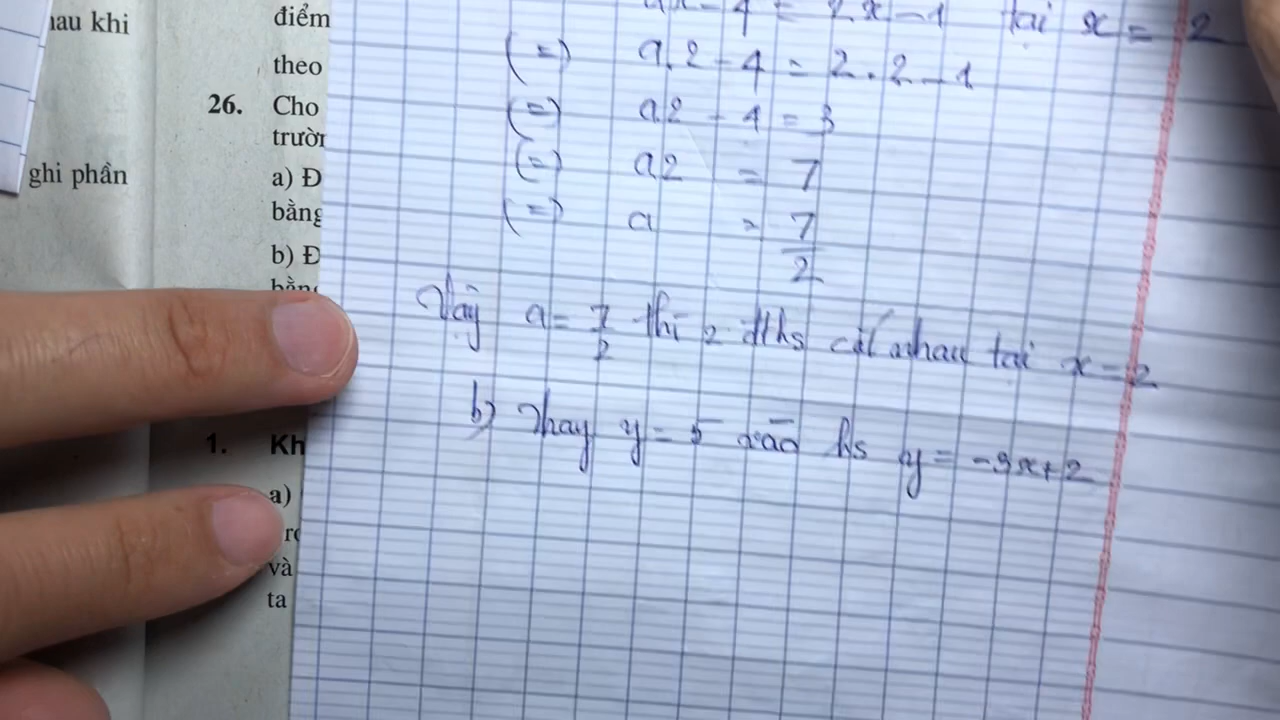 nau khi
ghi phần
điểm
theo
26. Cho
trườn
a) Đ
bằng
b) Đ
bằng
1. Kh
a)
và
ta
ax - 4 = 2.x - 1 tại x = 2
(=) a.2 - 4 = 2.2 - 1
(=) a2 - 4 = 3
(=) a2 = 7
(=) a = 7/2
Vậy a = 7/2 thì 2 đths cắt nhau tại x = 2
b) Thay y = 5 vào hs y = -3x+2